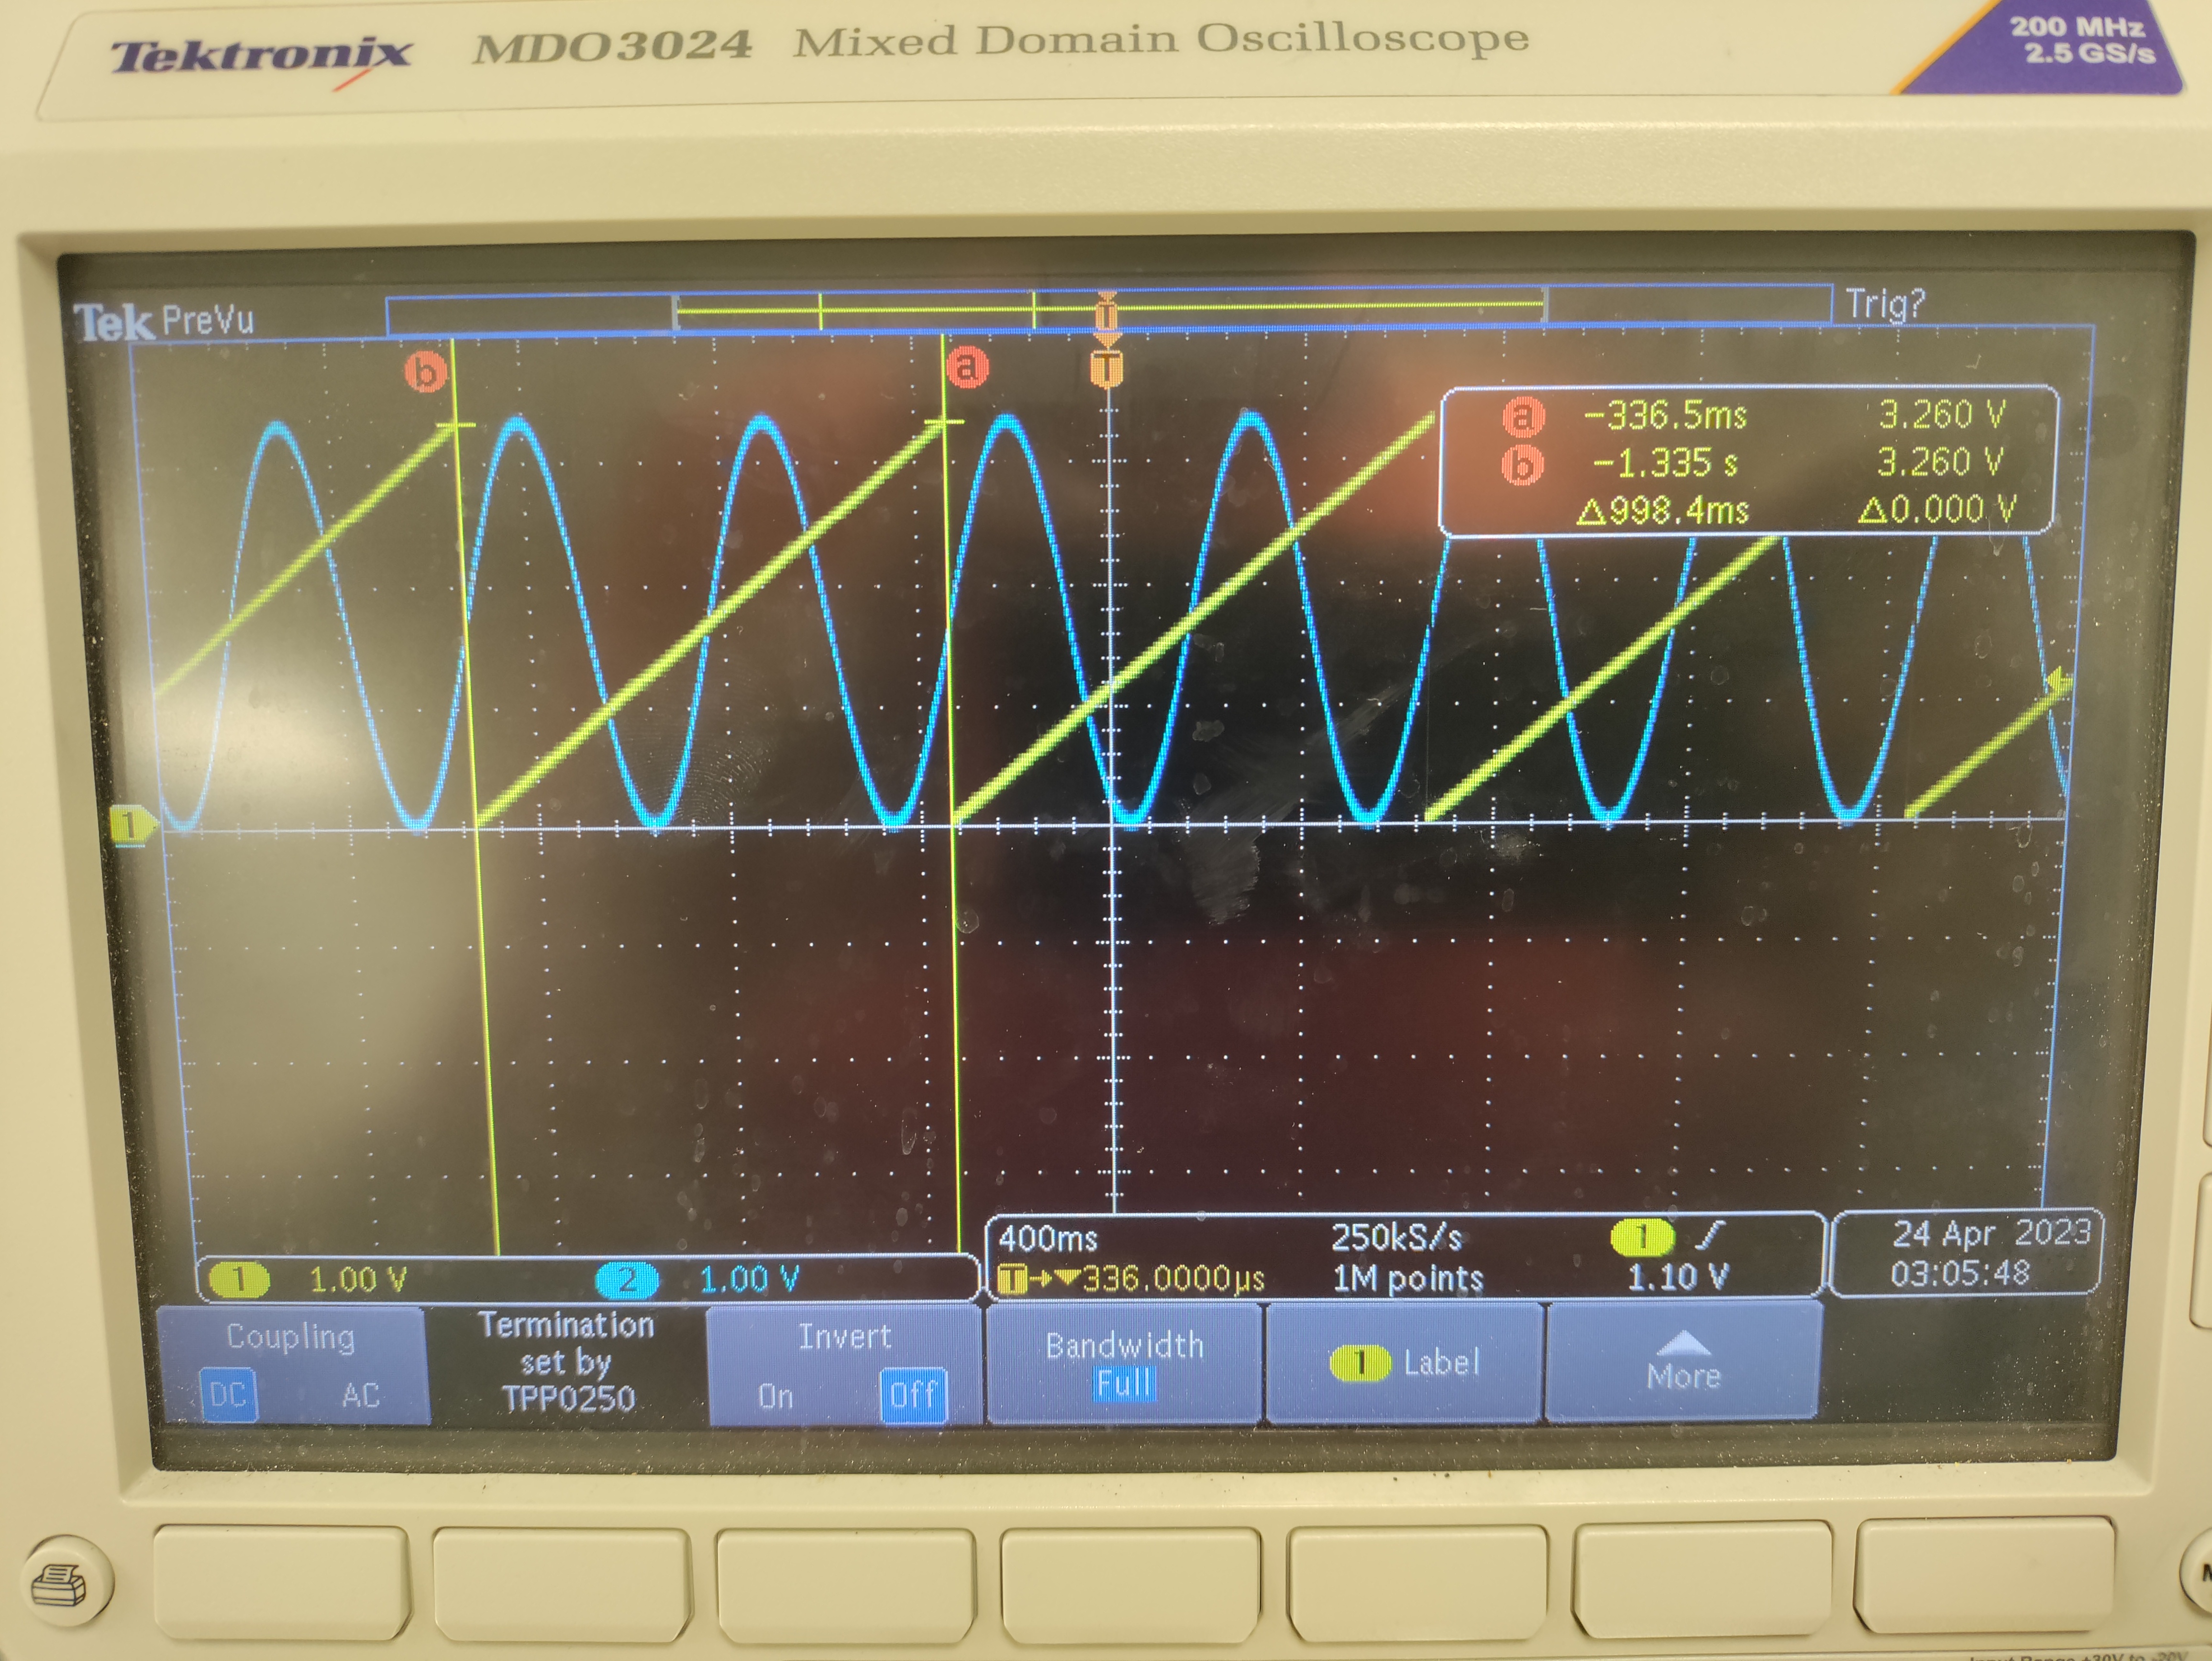 Tektronix MDO3024 Mixed Domain Oscilloscope
200 MHz
2.5 GS/s
Tek PreVu
T
Trig?
b
a
T
a -336.5ms 3.260 V
b -1.335 s 3.260 V
Δ998.4ms Δ0.000 V
1
1 1.00 V 2 1.00 V
400ms 250kS/s 1
T→▼336.0000µs 1M points 1.10 V
24 Apr 2023
03:05:48
Coupling
DC AC
Termination
set by
TPP0250
Invert
On Off
Bandwidth
Full
1 Label
More